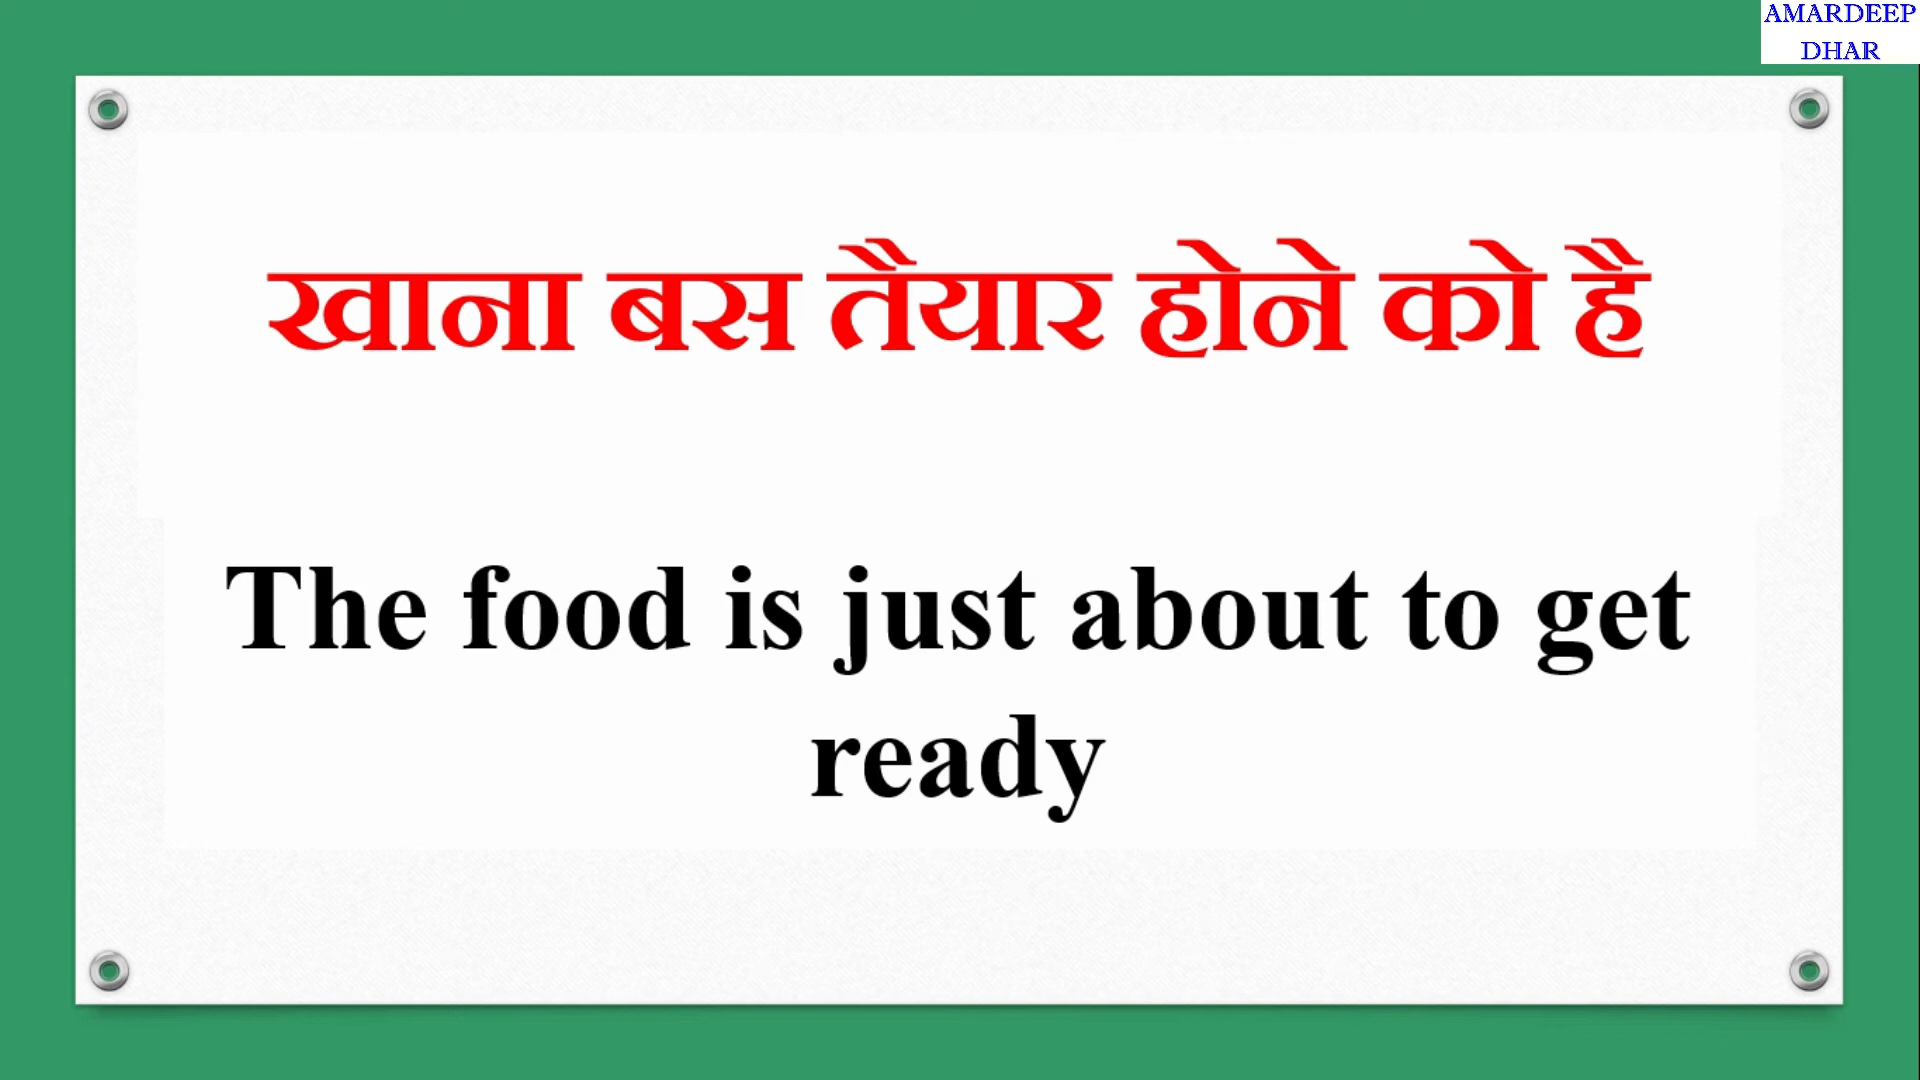 AMARDEEP
DHAR
खाना बस तैयार होने को है
The food is just about to get
ready